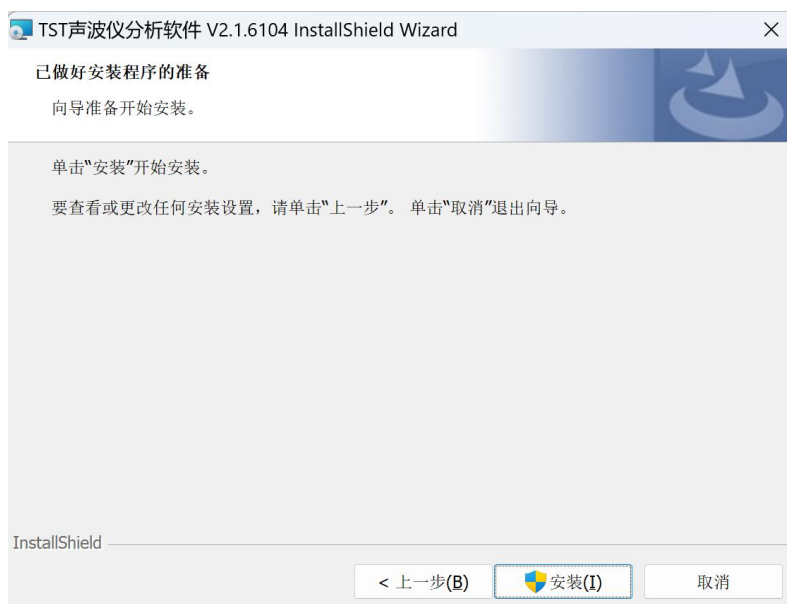 TST声波仪分析软件 V2.1.6104 InstallShield Wizard
已做好安装程序的准备
向导准备开始安装。
单击"安装"开始安装。
要查看或更改任何安装设置，请单击"上一步"。 单击"取消"退出向导。
InstallShield
< 上一步(B)
安装(I)
取消